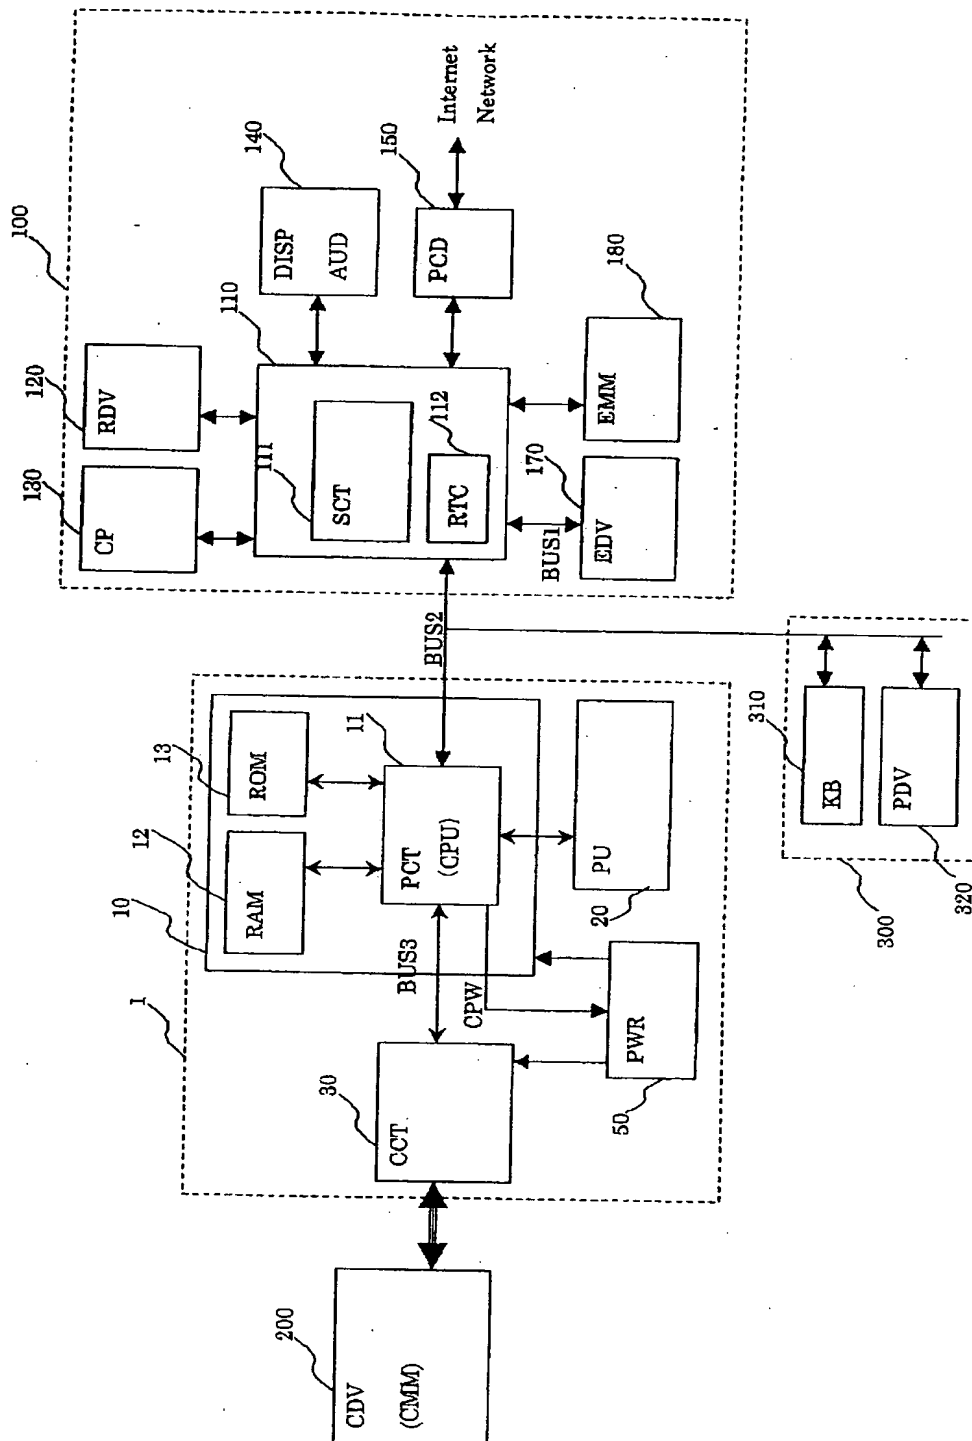 1
10
12
13
RAM
ROM
11
PCT
(CPU)
BUS3
CPW
BUS2
PU
20
PWR
50
30
CCT
200
CDV
(CMM)
100
130
CP
120
RDV
110
111
SCT
112
RTC
140
DISP
AUD
150
PCD
Internet
Network
BUS1
170
EDV
180
EMM
300
310
KB
PDV
320